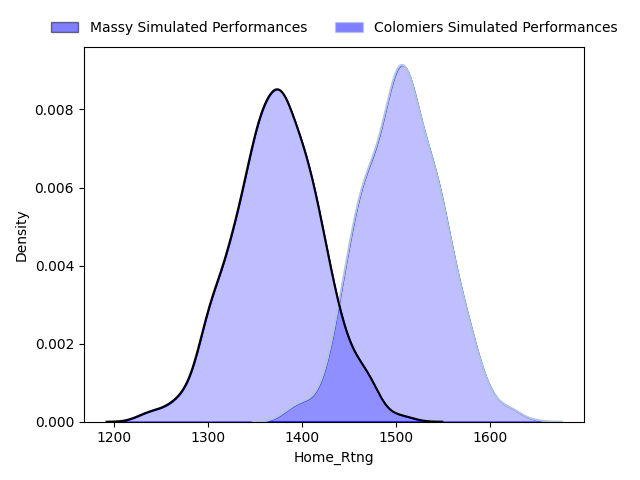 Massy Simulated Performances Colomiers Simulated Performances
0.008
0.006
0.004
0.002
0.000
Density
1200 1300 1400 1500 1600
Home_Rtng